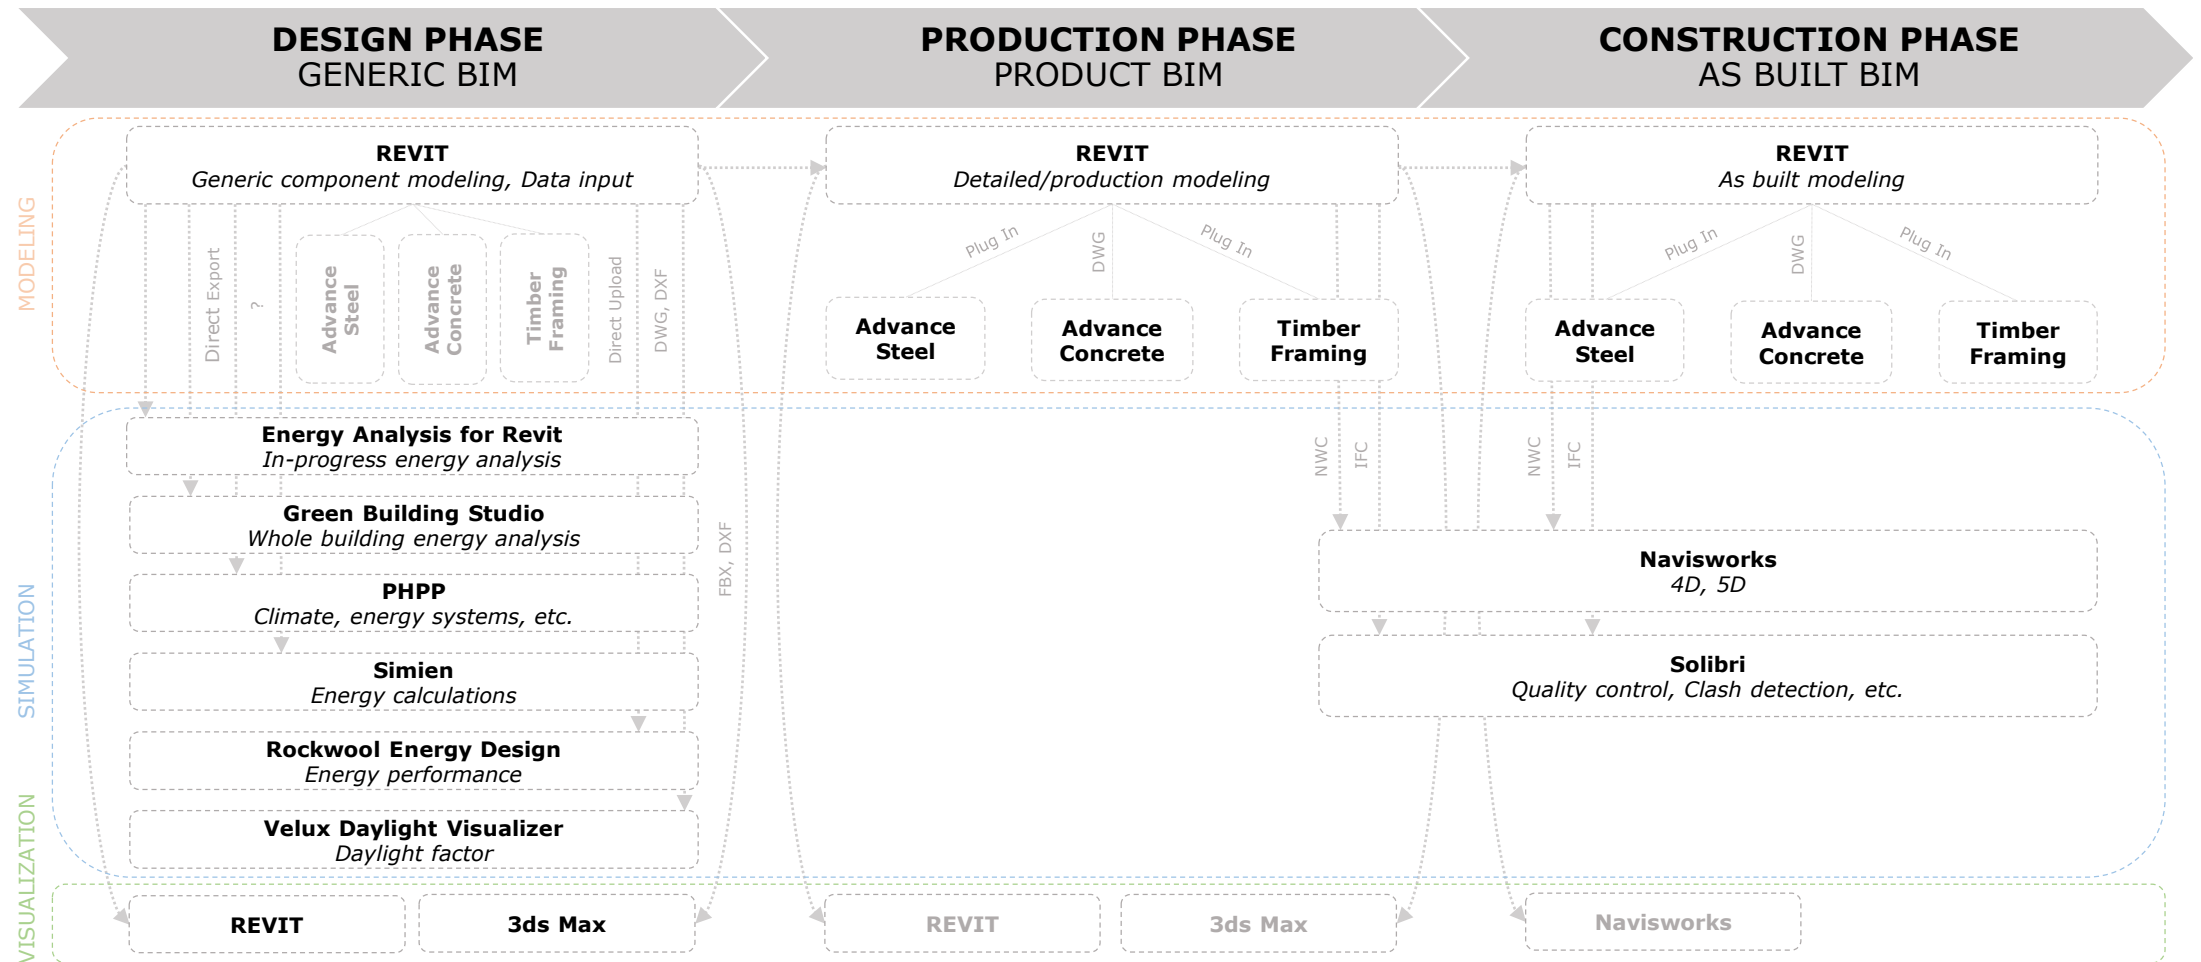 DESIGN PHASE
GENERIC BIM
PRODUCTION PHASE
PRODUCT BIM
CONSTRUCTION PHASE
AS BUILT BIM
MODELING
REVIT
Generic component modeling, Data input
REVIT
Detailed/production modeling
REVIT
As built modeling
Direct Export
?
Advance
Steel
Advance
Concrete
Timber
Framing
Direct Upload
DWG, DXF
Plug In
DWG
Plug In
Advance
Steel
Advance
Concrete
Timber
Framing
Plug In
DWG
Plug In
Advance
Steel
Advance
Concrete
Timber
Framing
SIMULATION
Energy Analysis for Revit
In-progress energy analysis
Green Building Studio
Whole building energy analysis
PHPP
Climate, energy systems, etc.
Simien
Energy calculations
Rockwool Energy Design
Energy performance
Velux Daylight Visualizer
Daylight factor
FBX, DXF
NWC
IFC
NWC
IFC
Navisworks
4D, 5D
Solibri
Quality control, Clash detection, etc.
VISUALIZATION
REVIT
3ds Max
REVIT
3ds Max
Navisworks